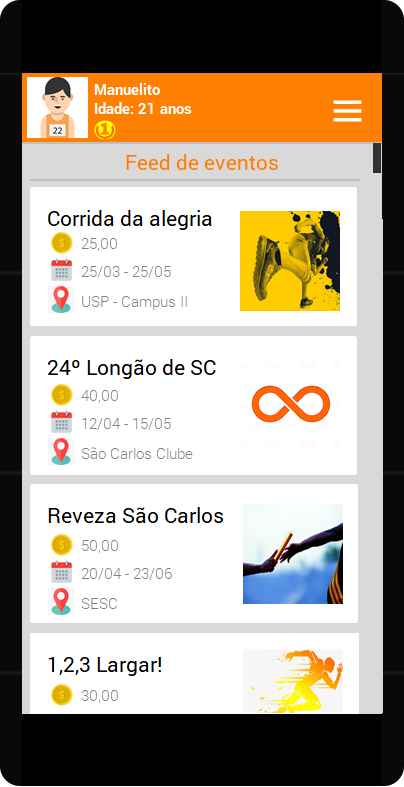 22
Manuelito
Idade: 21 anos
1
Feed de eventos
Corrida da alegria
$ 25,00
25/03 - 25/05
USP - Campus II
24º Longão de SC
$ 40,00
12/04 - 15/05
São Carlos Clube
Reveza São Carlos
$ 50,00
20/04 - 23/06
SESC
1,2,3 Largar!
$ 30,00